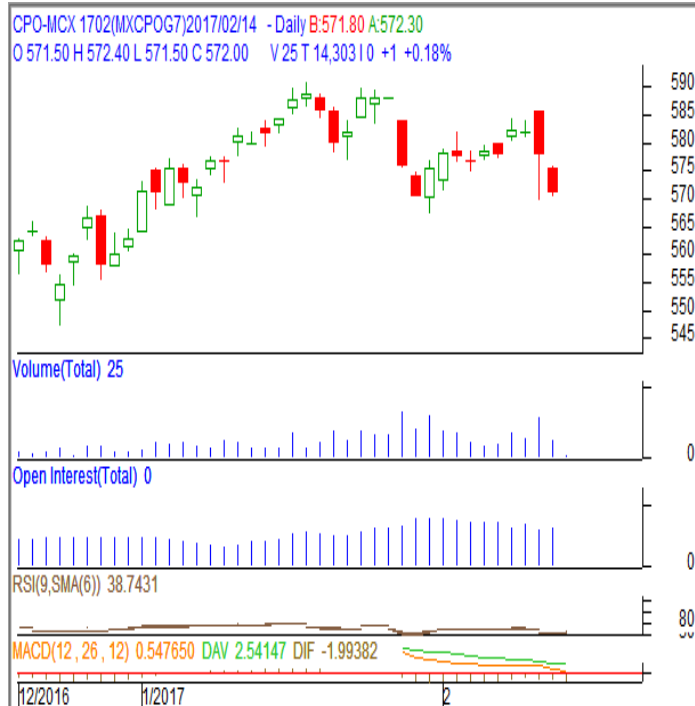 CPO-MCX 1702(MXCPOG7)2017/02/14 - Daily B:571.80 A:572.30
O 571.50 H 572.40 L 571.50 C 572.00 V 25 T 14,303 I 0 +1 +0.18%
590
585
580
575
570
565
560
555
550
545
Volume(Total) 25
0
Open Interest(Total) 0
0
RSI(9,SMA(6)) 38.7431
80
MACD(12 , 26 , 12) 0.547650 DAV 2.54147 DIF -1.99382
12/2016 1/2017 2